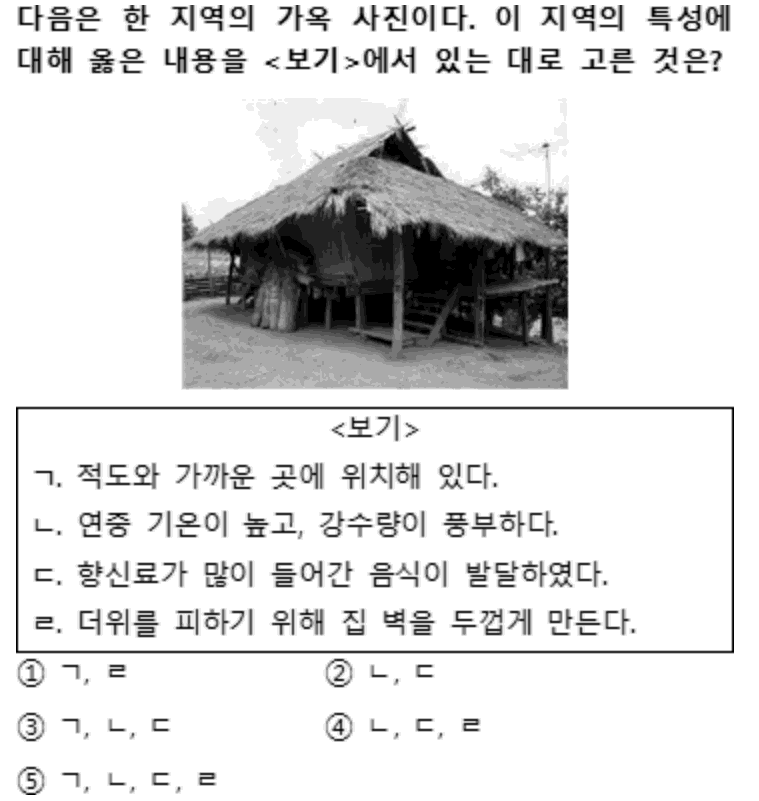 다음은 한 지역의 가옥 사진이다. 이 지역의 특성에
대해 옳은 내용을 <보기>에서 있는 대로 고른 것은?
<보기>
ㄱ. 적도와 가까운 곳에 위치해 있다.
ㄴ. 연중 기온이 높고, 강수량이 풍부하다.
ㄷ. 향신료가 많이 들어간 음식이 발달하였다.
ㄹ. 더위를 피하기 위해 집 벽을 두껍게 만든다.
① ㄱ, ㄹ ② ㄴ, ㄷ
③ ㄱ, ㄴ, ㄷ ④ ㄴ, ㄷ, ㄹ
⑤ ㄱ, ㄴ, ㄷ, ㄹ